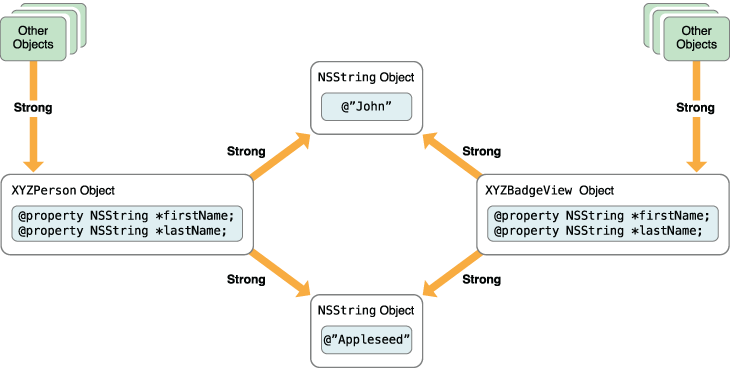 Other
Objects
Other
Objects
Strong
Strong
NSString Object
@”John”
Strong
Strong
XYZPerson Object
@property NSString *firstName;
@property NSString *lastName;
XYZBadgeView Object
@property NSString *firstName;
@property NSString *lastName;
Strong
Strong
NSString Object
@”Appleseed”